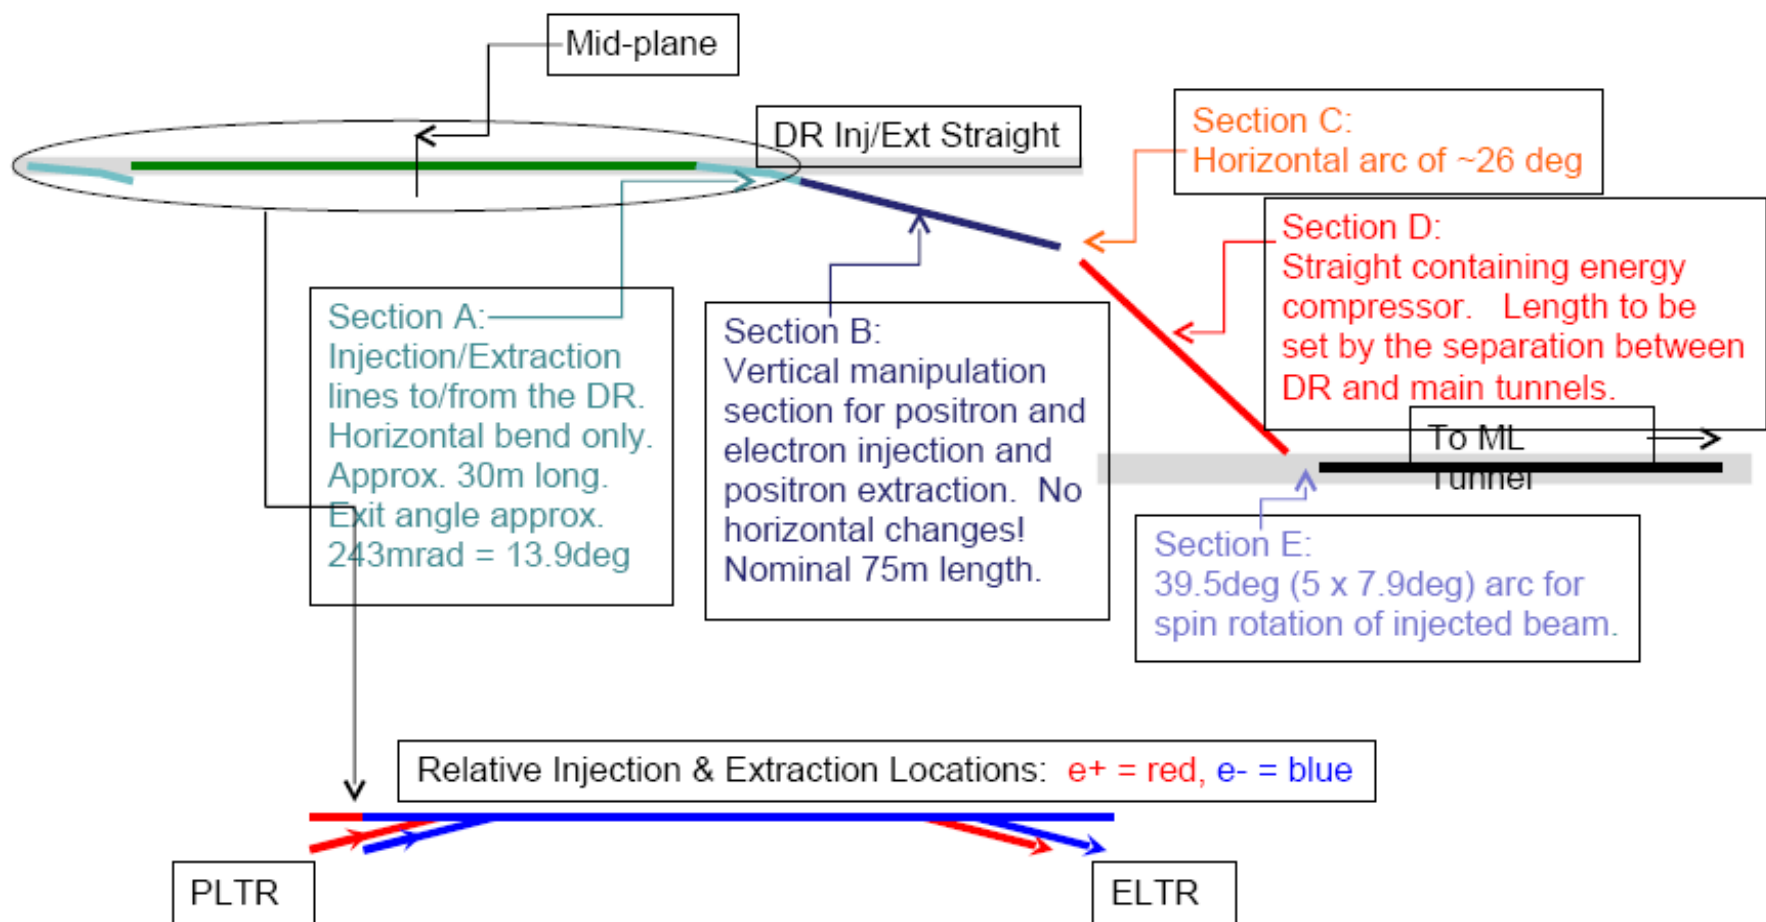 Mid-plane
DR Inj/Ext Straight
Section C:
Horizontal arc of ~26 deg
Section D:
Straight containing energy
compressor. Length to be
set by the separation between
DR and main tunnels.
Section A:
Injection/Extraction
lines to/from the DR.
Horizontal bend only.
Approx. 30m long.
Exit angle approx.
243mrad = 13.9deg
Section B:
Vertical manipulation
section for positron and
electron injection and
positron extraction. No
horizontal changes!
Nominal 75m length.
To ML
Tunnel
Section E:
39.5deg (5 x 7.9deg) arc for
spin rotation of injected beam.
Relative Injection & Extraction Locations: e+ = red, e- = blue
PLTR
ELTR